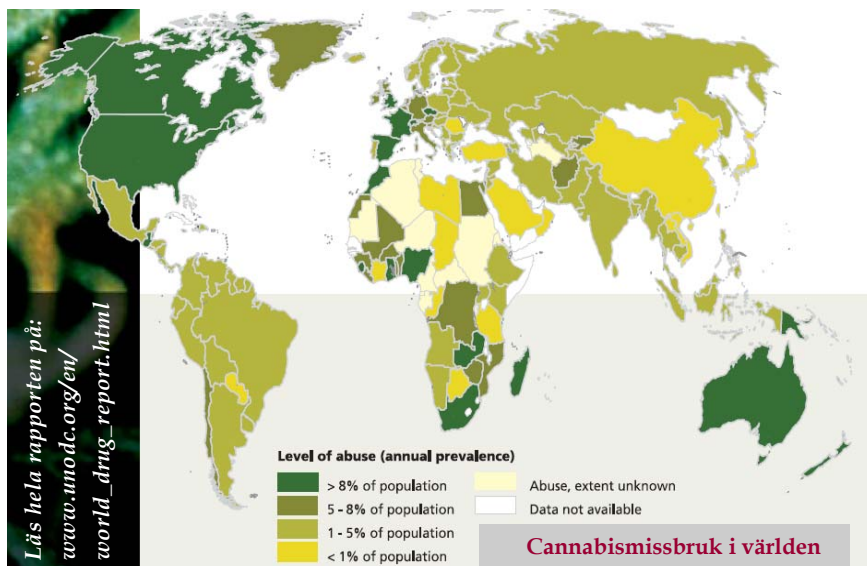 Läs hela rapporten på:
www.unodc.org/en/
world_drug_report.html
Level of abuse (annual prevalence)
> 8% of population
5 - 8% of population
1 - 5% of population
< 1% of population
Abuse, extent unknown
Data not available
Cannabismissbruk i världen